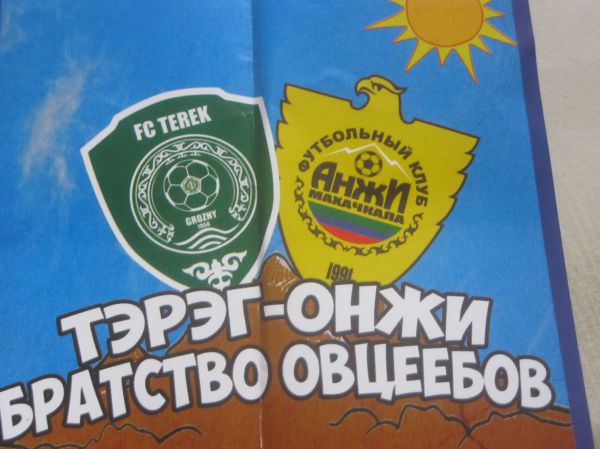 FC TEREK
GROZNY
1958
ФУТБОЛЬНЫЙ КЛУБ
АНЖИ
МАХАЧКАЛА
1991
ТЭРЭГ-ОНЖИ
БРАТСТВО ОВЦЕЕБОВ